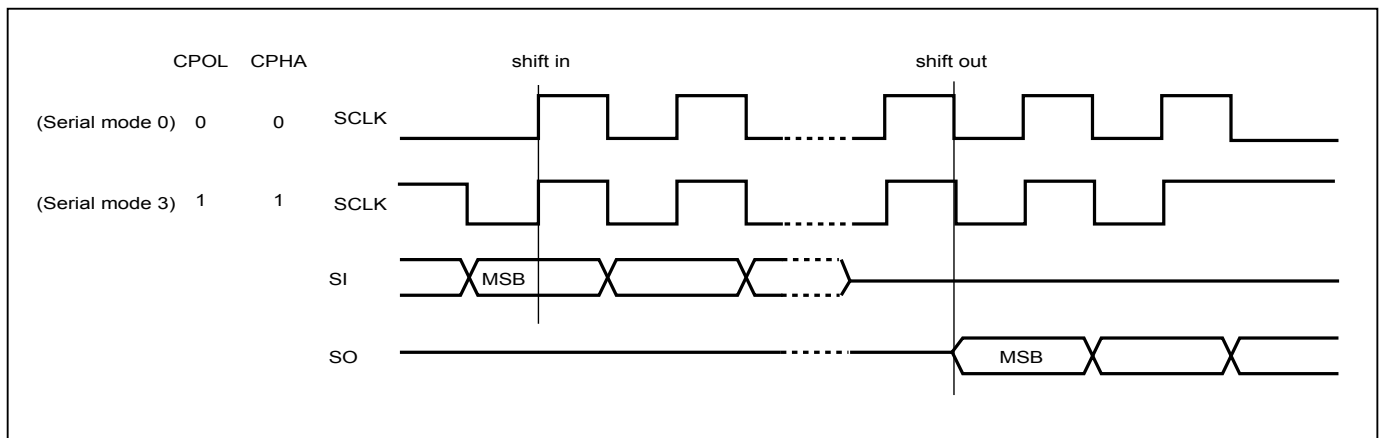 CPOL CPHA shift in shift out
(Serial mode 0) 0 0 SCLK
(Serial mode 3) 1 1 SCLK
SI MSB
SO MSB